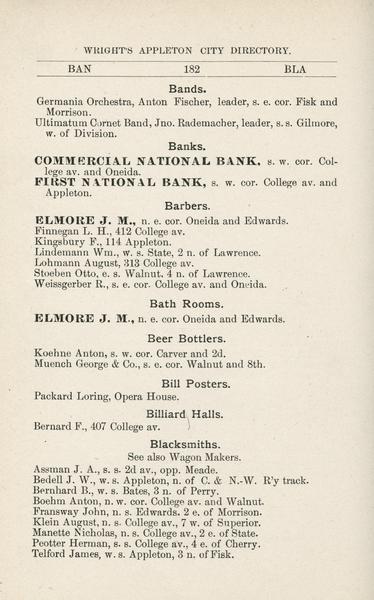 WRIGHT'S APPLETON CITY DIRECTORY.
BAN 182 BLA
Bands.
Germania Orchestra, Anton Fischer, leader, s. e. cor. Fisk and
Morrison.
Ultimatum Cornet Band, Jno. Rademacher, leader, s. s. Gilmore,
w. of Division.
Banks.
COMMERCIAL NATIONAL BANK, s. w. cor. Col-
lege av. and Oneida.
FIRST NATIONAL BANK, s. w. cor. College av. and
Appleton.
Barbers.
ELMORE J. M., n. e. cor. Oneida and Edwards.
Finnegan L. H., 412 College av.
Kingsbury F., 114 Appleton.
Lindemann Wm., w. s. State, 2 n. of Lawrence.
Lohmann August, 313 College av.
Stoeben Otto, e. s. Walnut. 4 n. of Lawrence.
Weissgerber R., s. e. cor. College av. and Oneida.
Bath Rooms.
ELMORE J. M., n. e. cor. Oneida and Edwards.
Beer Bottlers.
Koehne Anton, s. w. cor. Carver and 2d.
Muench George & Co., s. e. cor. Walnut and 8th.
Bill Posters.
Packard Loring, Opera House.
Billiard Halls.
Bernard F., 407 College av.
Blacksmiths.
See also Wagon Makers.
Assman J. A., s. s. 2d av., opp. Meade.
Bedell J. W., w. s. Appleton, n. of C. & N.-W. R'y track.
Bernhard B., w. s. Bates, 3 n. of Perry.
Boehm Anton, n. w. cor. College av. and Walnut.
Fransway John, n. s. Edwards. 2 e. of Morrison.
Klein August, n. s. College av., 7 w. of Superior.
Manette Nicholas, n. s. College av., 2 e. of State.
Peotter Herman, s. s. College av., 4 e. of Cherry.
Telford James, w. s. Appleton, 3 n. of Fisk.